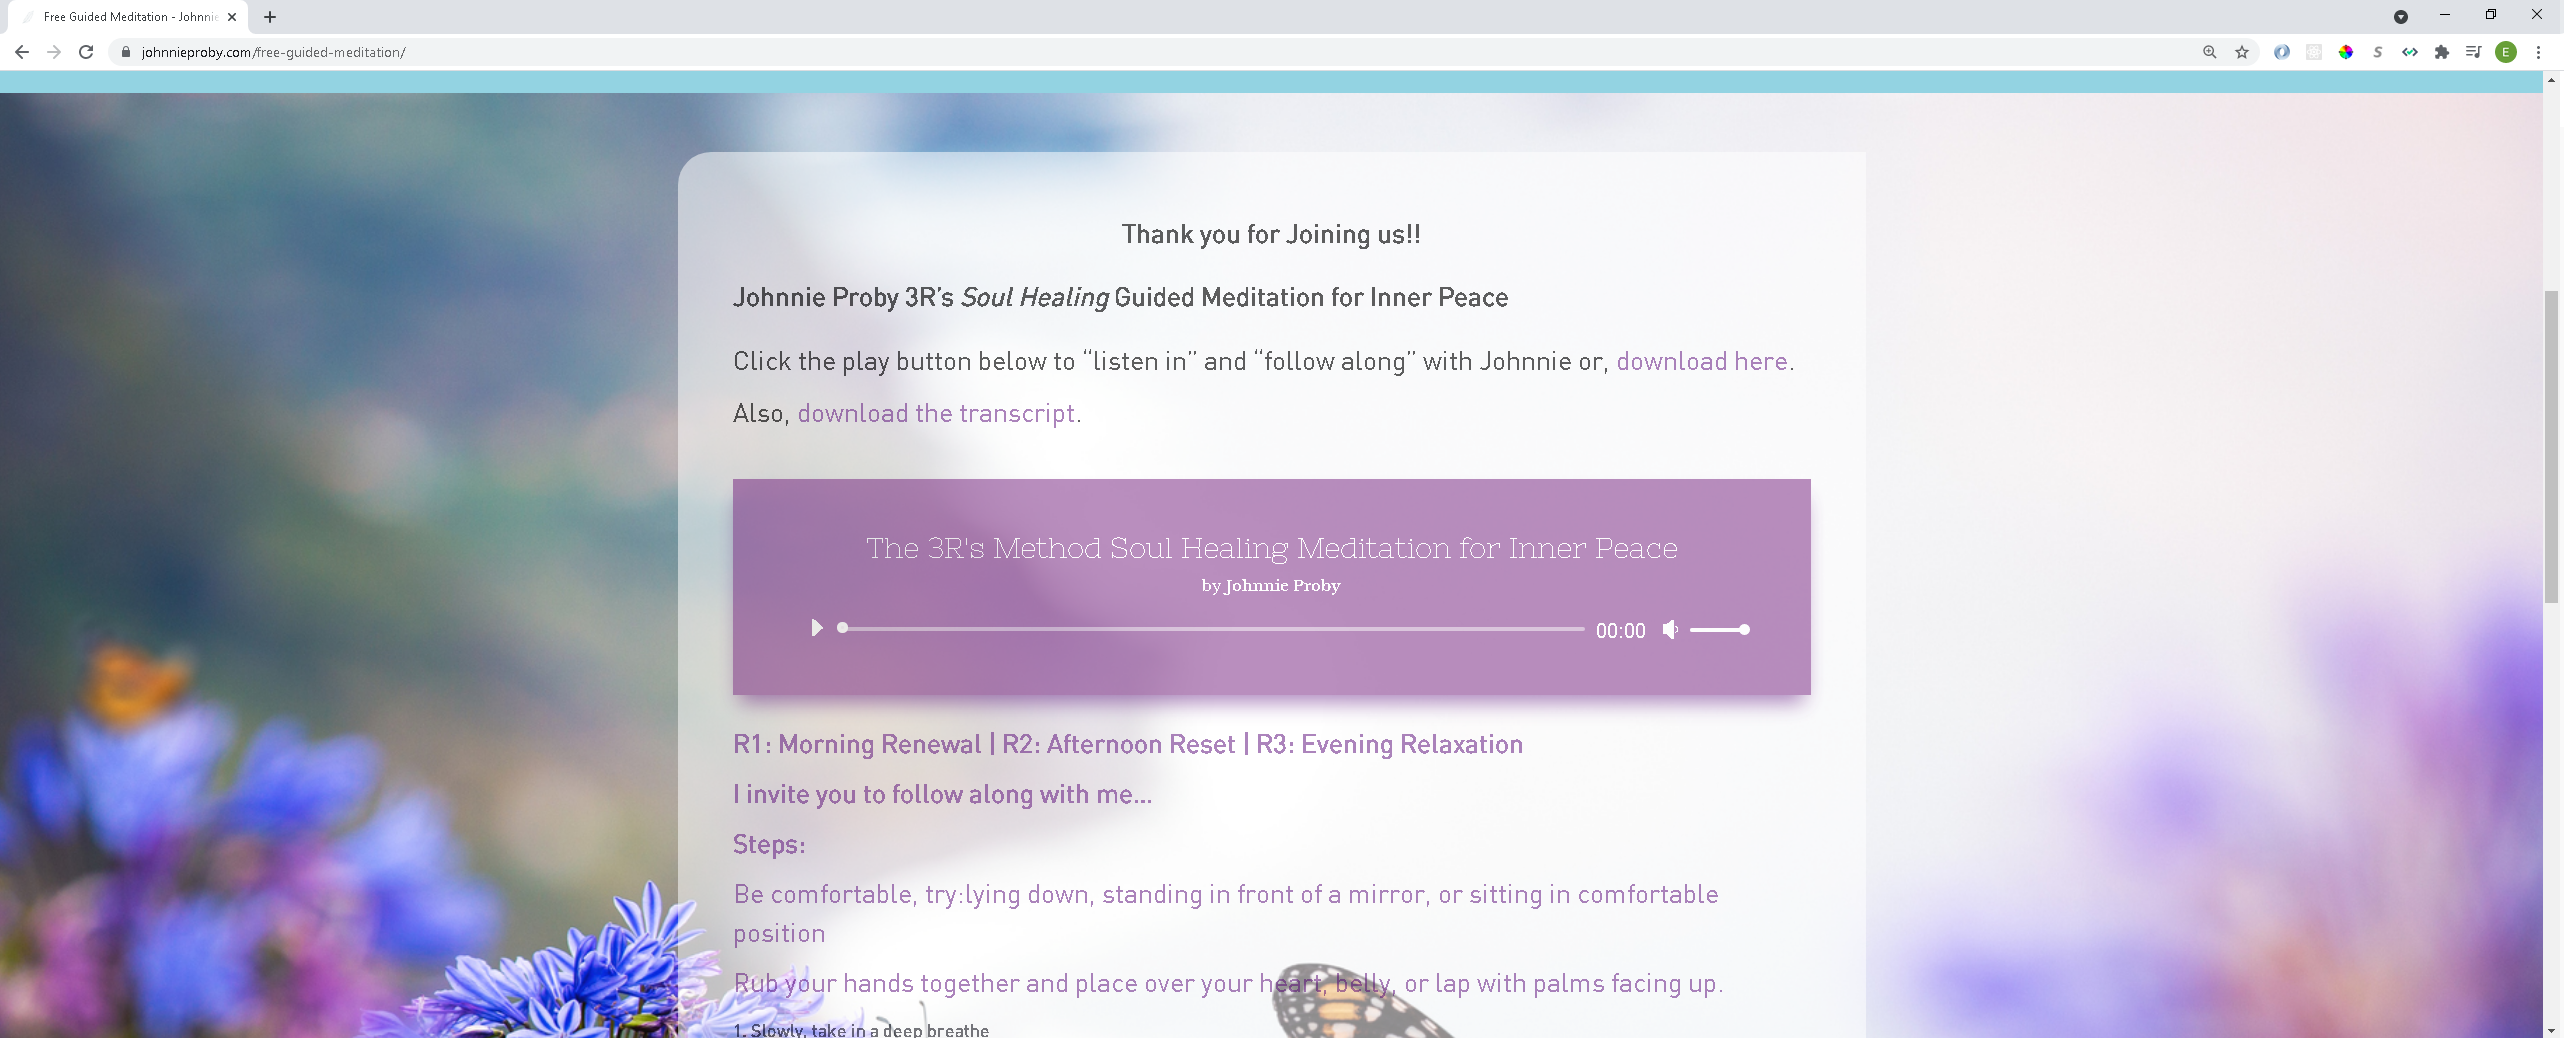 Free Guided Meditation - Johnnie
johnnieproby.com/free-guided-meditation/
E
Thank you for Joining us!!
Johnnie Proby 3R’s Soul Healing Guided Meditation for Inner Peace
Click the play button below to “listen in” and “follow along” with Johnnie or, download here.
Also, download the transcript.
The 3R's Method Soul Healing Meditation for Inner Peace
by Johnnie Proby
00:00
R1: Morning Renewal | R2: Afternoon Reset | R3: Evening Relaxation
I invite you to follow along with me…
Steps:
Be comfortable, try:lying down, standing in front of a mirror, or sitting in comfortable
position
Rub your hands together and place over your heart, belly, or lap with palms facing up.
1. Slowly, take in a deep breathe